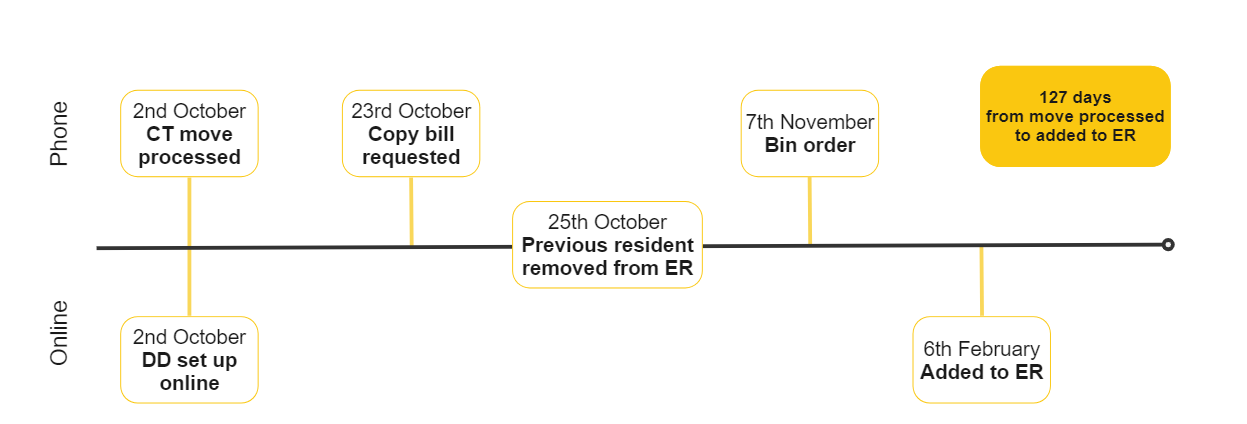 Phone
2nd October
CT move
processed
23rd October
Copy bill
requested
7th November
Bin order
127 days
from move processed
to added to ER
25th October
Previous resident
removed from ER
Online
2nd October
DD set up
online
6th February
Added to ER